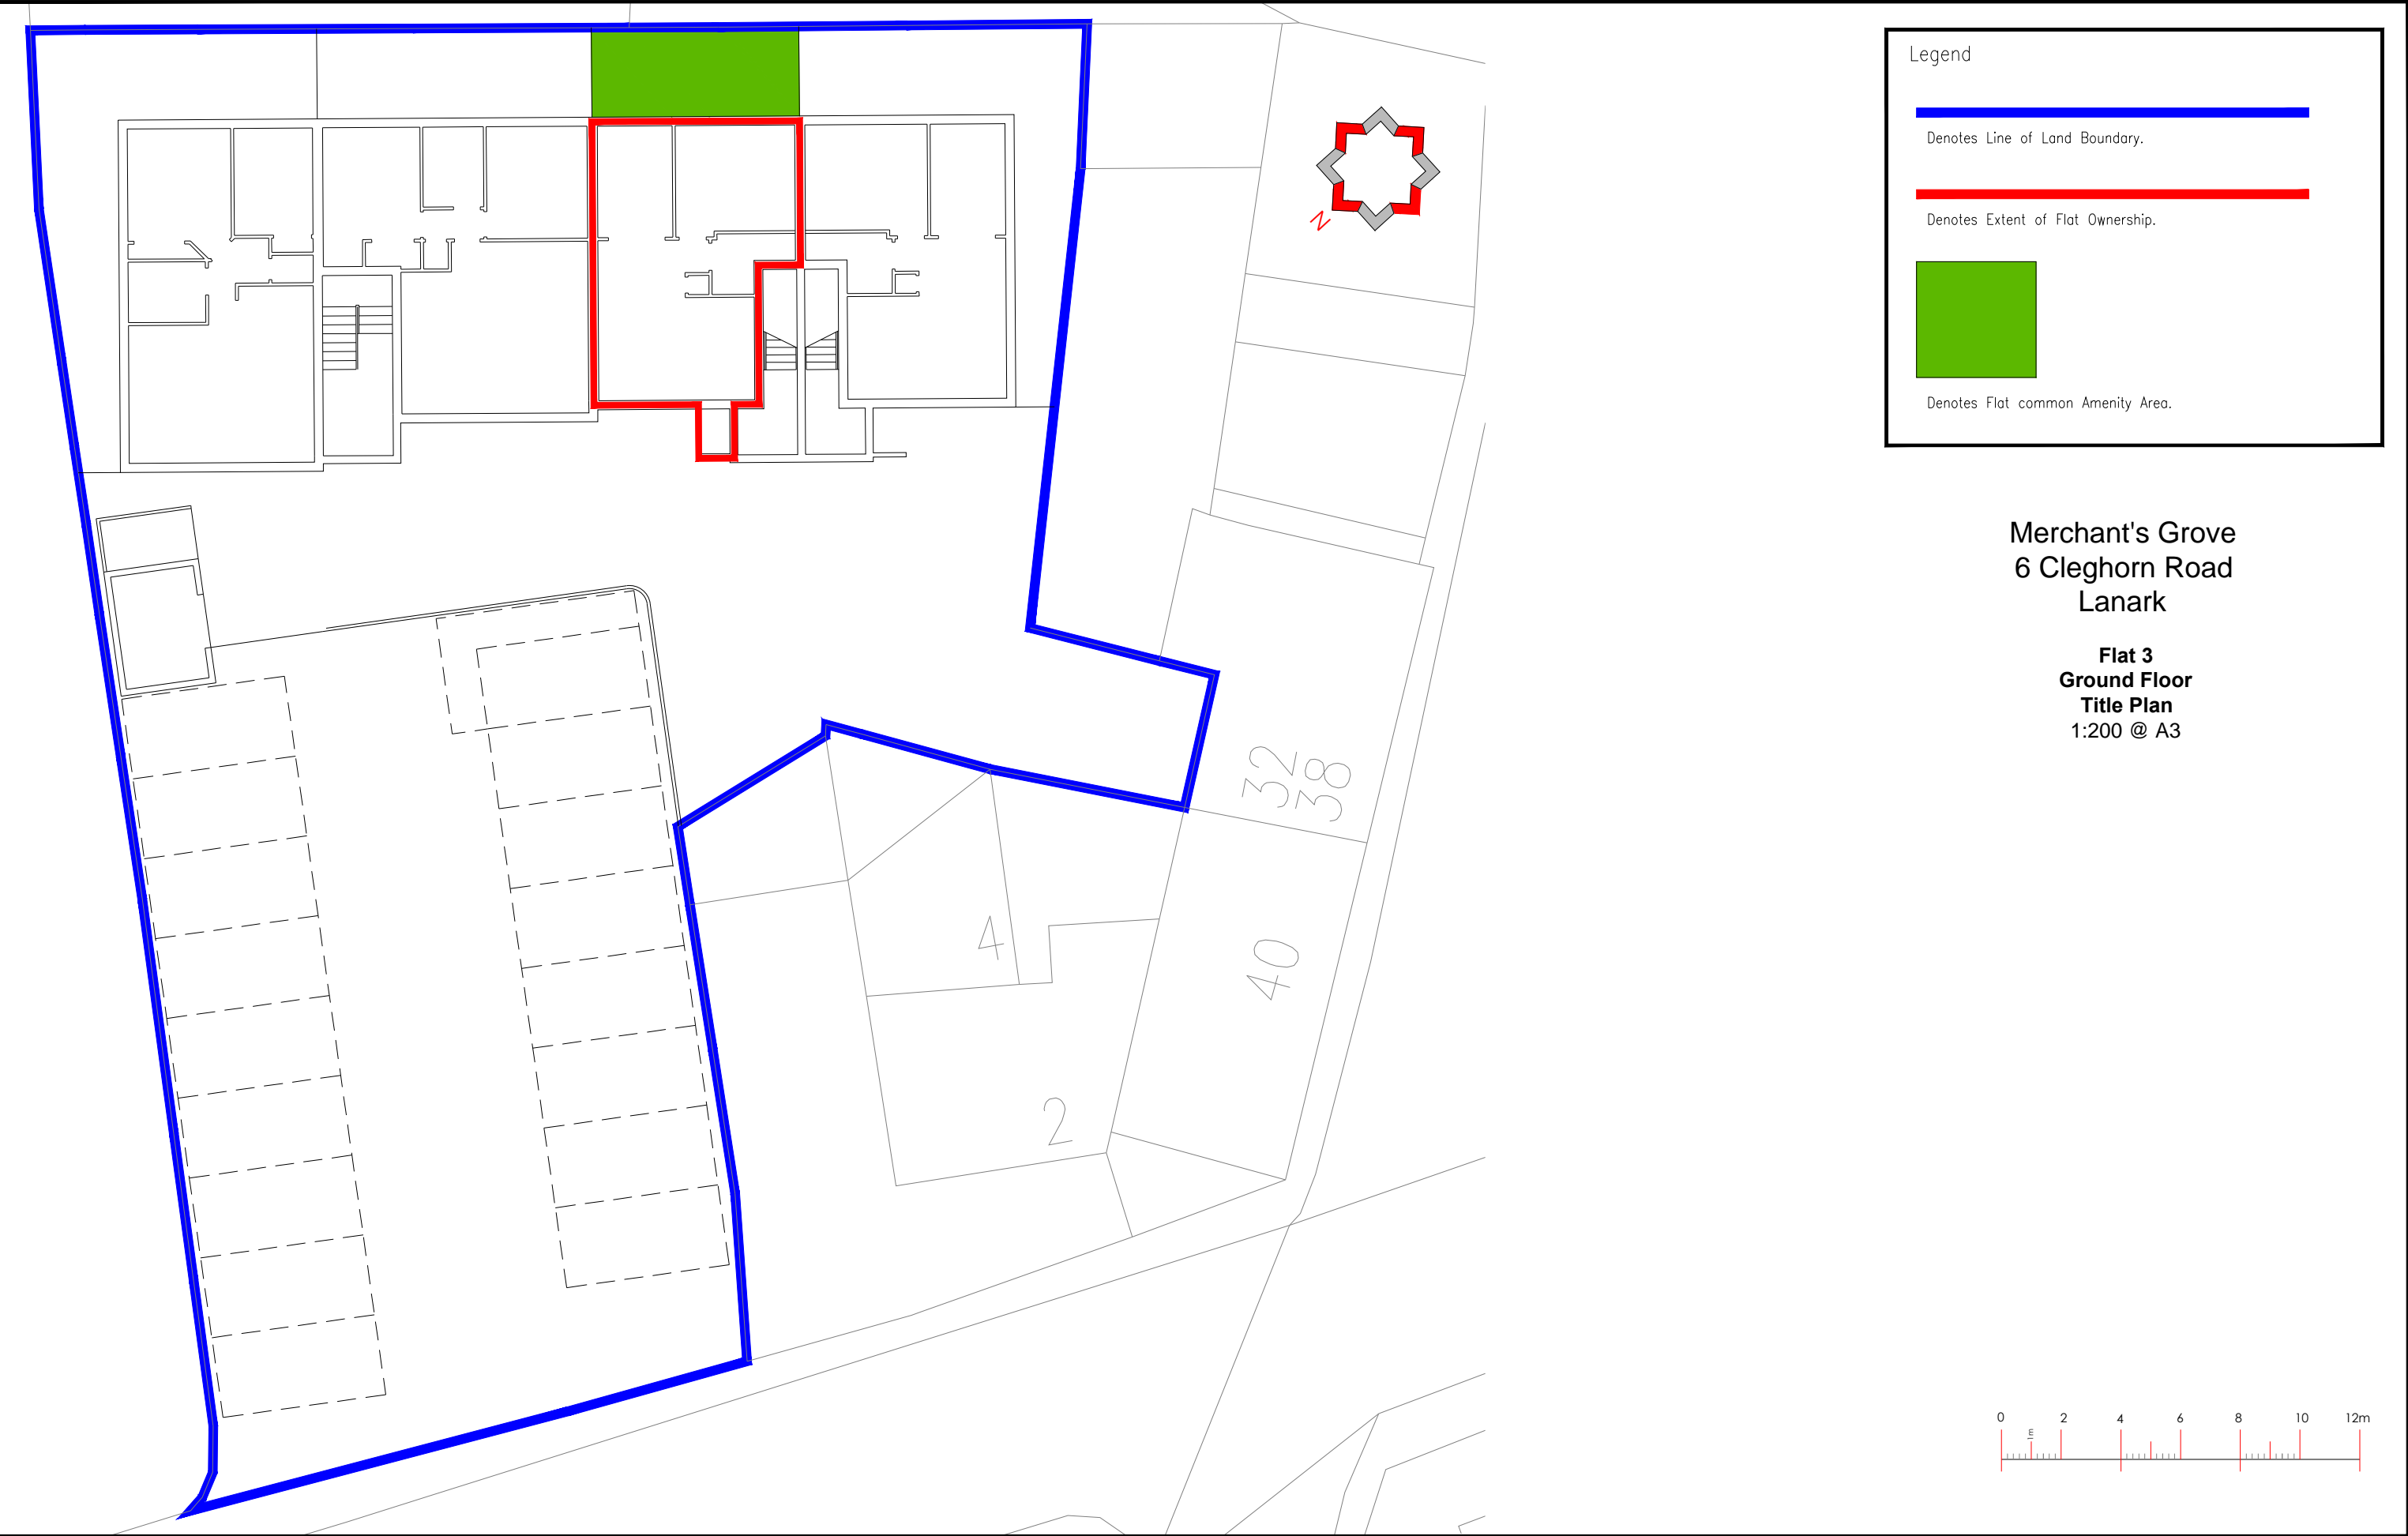 Legend
Denotes Line of Land Boundary.
Denotes Extent of Flat Ownership.
Denotes Flat common Amenity Area.
N
Merchant's Grove
6 Cleghorn Road
Lanark
Flat 3
Ground Floor
Title Plan
1:200 @ A3
32
38
4
40
2
0 2 4 6 8 10 12m
1m